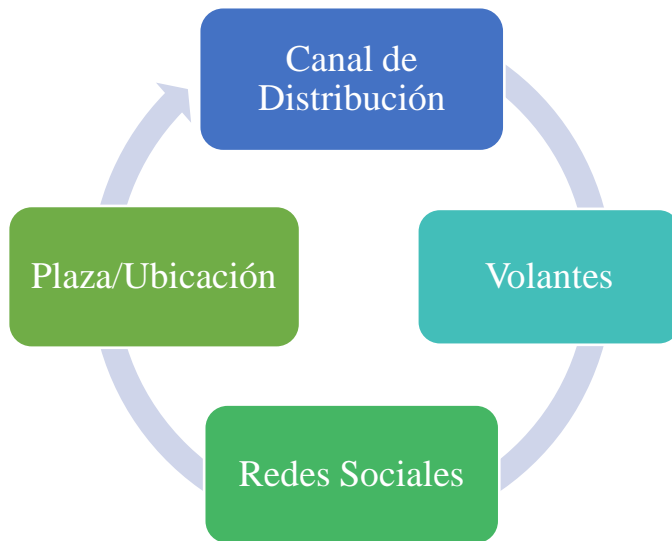 Canal de
Distribución
Volantes
Redes Sociales
Plaza/Ubicación